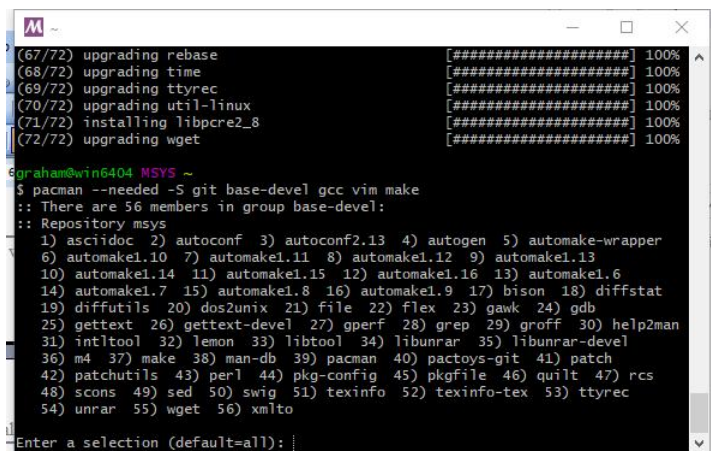 ~
(67/72) upgrading rebase [######################] 100%
(68/72) upgrading time [######################] 100%
(69/72) upgrading ttyrec [######################] 100%
(70/72) upgrading util-linux [######################] 100%
(71/72) installing libpcre2_8 [######################] 100%
(72/72) upgrading wget [######################] 100%
graham@win6404 MSYS ~
$ pacman --needed -S git base-devel gcc vim make
:: There are 56 members in group base-devel:
:: Repository msys
1) asciidoc 2) autoconf 3) autoconf2.13 4) autogen 5) automake-wrapper
6) automake1.10 7) automake1.11 8) automake1.12 9) automake1.13
10) automake1.14 11) automake1.15 12) automake1.16 13) automake1.6
14) automake1.7 15) automake1.8 16) automake1.9 17) bison 18) diffstat
19) diffutils 20) dos2unix 21) file 22) flex 23) gawk 24) gdb
25) gettext 26) gettext-devel 27) gperf 28) grep 29) groff 30) help2man
31) intltool 32) lemon 33) libtool 34) libunrar 35) libunrar-devel
36) m4 37) make 38) man-db 39) pacman 40) pactoys-git 41) patch
42) patchutils 43) perl 44) pkg-config 45) pkgfile 46) quilt 47) rcs
48) scons 49) sed 50) swig 51) texinfo 52) texinfo-tex 53) ttyrec
54) unrar 55) wget 56) xmlto
Enter a selection (default=all):